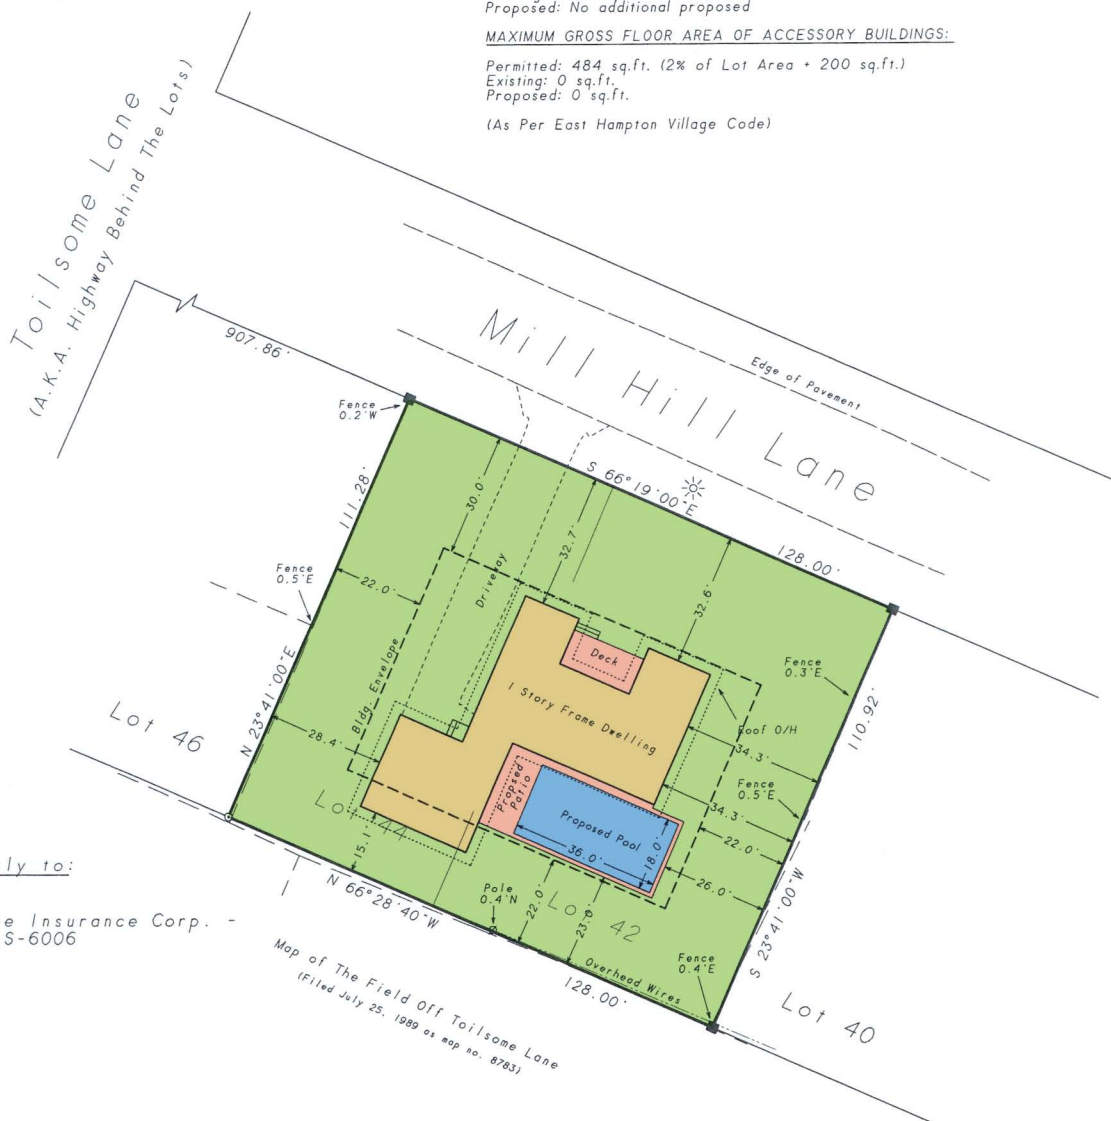 Proposed: No additional proposed
MAXIMUM GROSS FLOOR AREA OF ACCESSORY BUILDINGS:
Permitted: 484 sq.ft. (2% of Lot Area + 200 sq.ft.)
Existing: 0 sq.ft.
Proposed: 0 sq.ft.
(As Per East Hampton Village Code)
Toilsome Lane
(A.K.A. Highway Behind The Lots)
907.86'
Mill Hill Lane
Edge of Pavement
Fence
0.2'W
S 66°19'00"E
128.00'
111.28'
30.0'
32.7'
32.6'
Fence
0.5'E
22.0'
Driveway
Bldg. Envelope
Deck
1 Story Frame Dwelling
Fence
0.3'E
Roof O/H
110.92'
N 23°41'00"E
Lot 46
28.4'
34.3'
Fence
0.5'E
34.3'
22.0'
Propsed
Patio
Proposed Pool
36.0'
18.0'
26.0'
Lot 44
15.1'
N 66°28'40"W
Pole
0.4'N
22.0'
23.0'
Lot 42
S 23°41'00"W
Fence
0.4'E
Overhead Wires
128.00'
Lot 40
ly to:
e Insurance Corp. -
S-6006
Map of The Field Off Toilsome Lane
(Filed July 25, 1989 as map no. 8783)